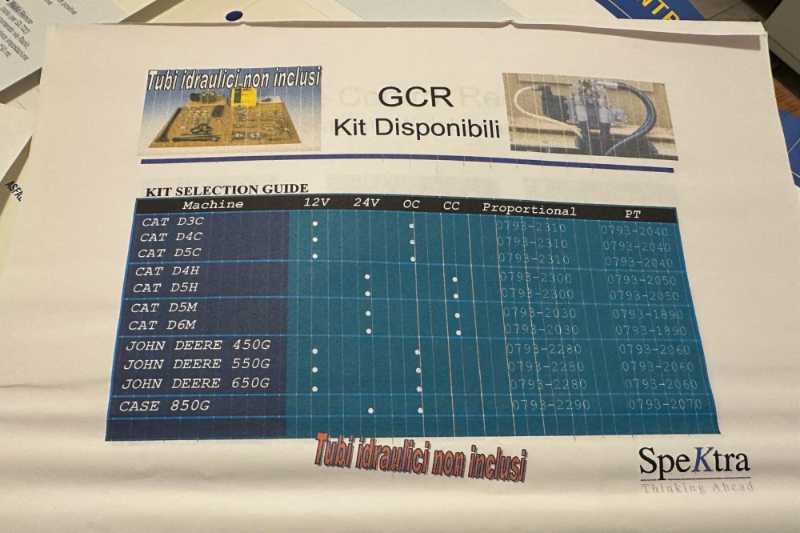 Tubi idraulici non inclusi
GCR
Kit Disponibili
KIT SELECTION GUIDE
Machine 12V 24V OC CC Proportional PT
CAT D3C • • 0793-2310 0793-2040
CAT D4C • • 0793-2310 0793-2040
CAT D5C • • 0793-2310 0793-2040
CAT D4H • • 0793-2300 0793-2050
CAT D5H • • 0793-2300 0793-2050
CAT D5M • • 0793-2030 0793-1890
CAT D6M • • 0793-2030 0793-1890
JOHN DEERE 450G • • 0793-2280 0793-2060
JOHN DEERE 550G • • 0793-2280 0793-2060
JOHN DEERE 650G • • 0793-2280 0793-2060
CASE 850G • • 0793-2290 0793-2070
Tubi idraulici non inclusi
SpeKtra
Thinking Ahead